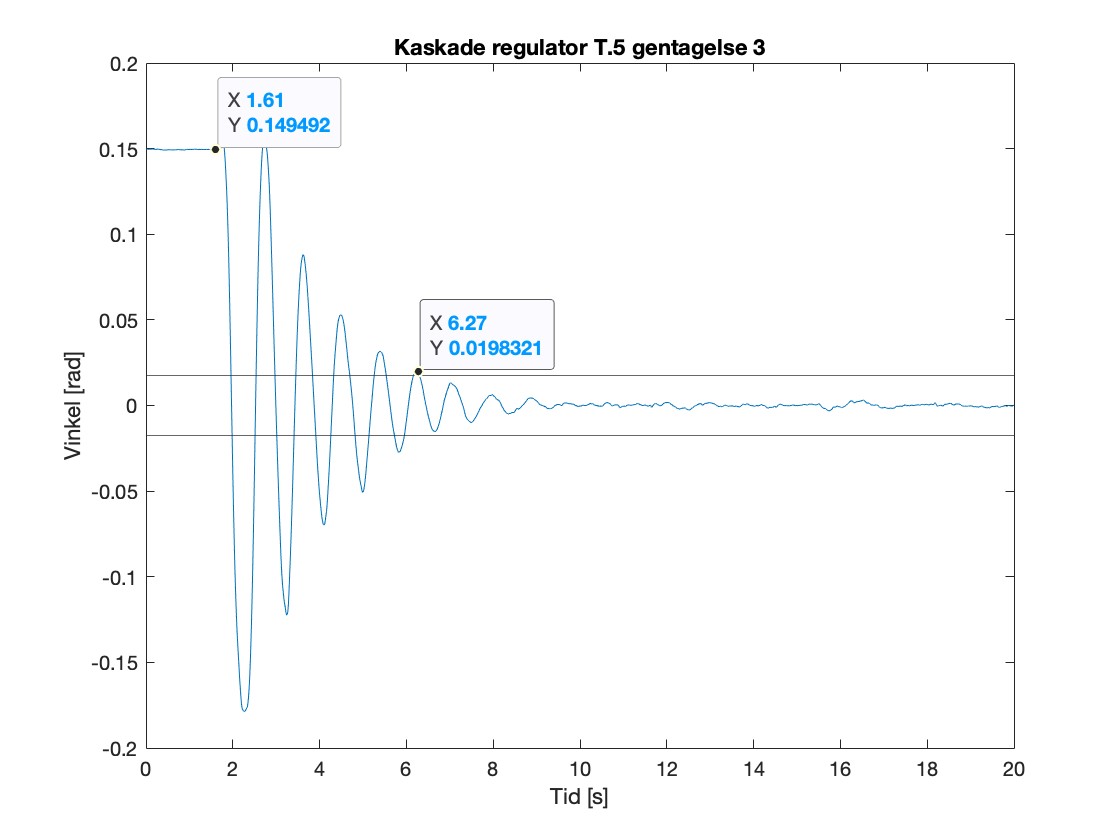 Kaskade regulator T.5 gentagelse 3
0.2
0.15
0.1
0.05
0
-0.05
-0.1
-0.15
-0.2
Vinkel [rad]
X 1.61
Y 0.149492
X 6.27
Y 0.0198321
0 2 4 6 8 10 12 14 16 18 20
Tid [s]